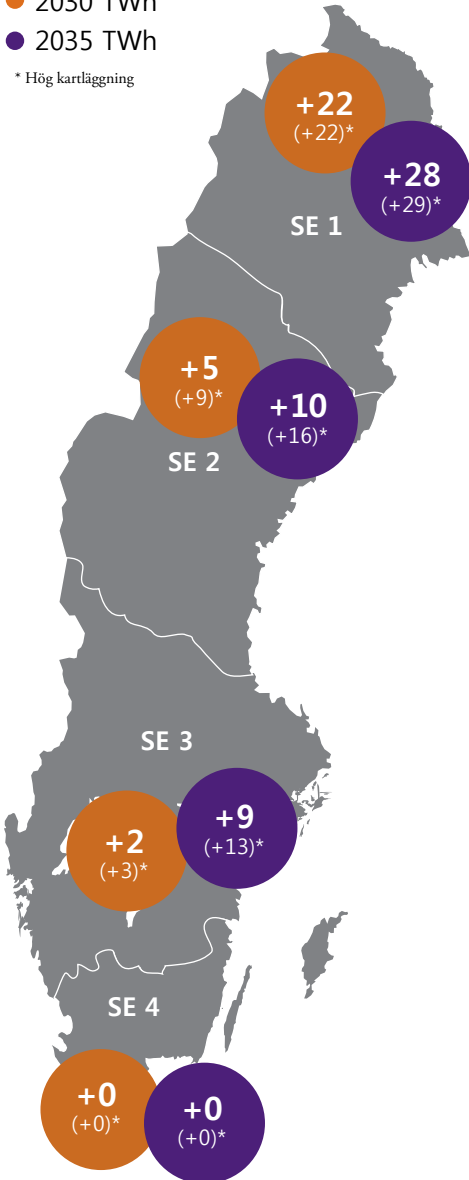 2030 TWh
2035 TWh
* Hög kartläggning
+22
(+22)*
+28
(+29)*
SE 1
+5
(+9)*
+10
(+16)*
SE 2
SE 3
+2
(+3)*
+9
(+13)*
SE 4
+0
(+0)*
+0
(+0)*